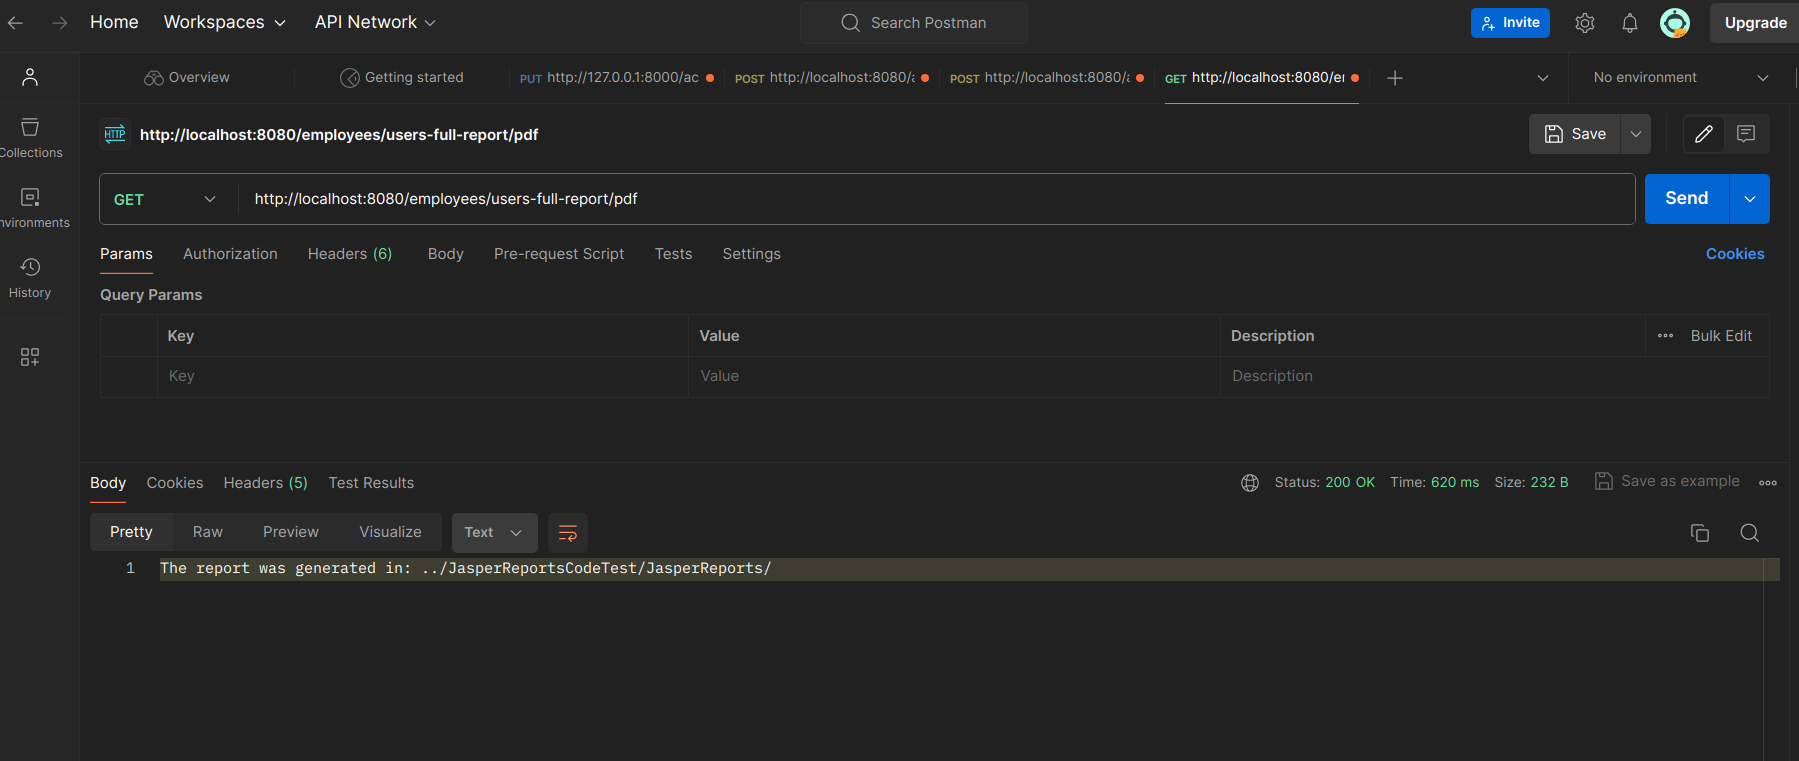 Home Workspaces API Network Search Postman Invite Upgrade
Overview Getting started PUT http://127.0.0.1:8000/ac POST http://localhost:8080/a POST http://localhost:8080/a GET http://localhost:8080/er No environment
HTTP http://localhost:8080/employees/users-full-report/pdf Save
Collections
GET http://localhost:8080/employees/users-full-report/pdf Send
nvironments
Params Authorization Headers (6) Body Pre-request Script Tests Settings Cookies
History
Query Params
Key Value Description Bulk Edit
Key Value Description
Body Cookies Headers (5) Test Results Status: 200 OK Time: 620 ms Size: 232 B Save as example
Pretty Raw Preview Visualize Text
1 The report was generated in: ../JasperReportsCodeTest/JasperReports/